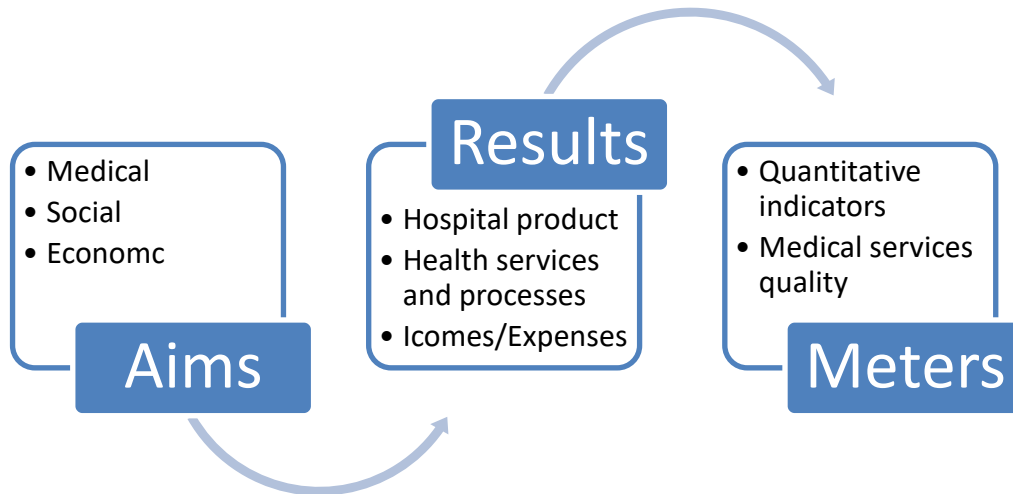 • Medical
• Social
• Economc
Aims
Results
• Hospital product
• Health services
and processes
• Icomes/Expenses
• Quantitative
indicators
• Medical services
quality
Meters